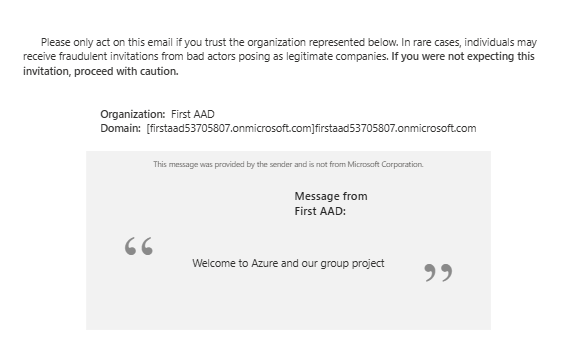 Please only act on this email if you trust the organization represented below. In rare cases, individuals may
receive fraudulent invitations from bad actors posing as legitimate companies. If you were not expecting this
invitation, proceed with caution.
Organization: First AAD
Domain: [firstaad53705807.onmicrosoft.com]firstaad53705807.onmicrosoft.com
This message was provided by the sender and is not from Microsoft Corporation.
Message from
First AAD:
“
Welcome to Azure and our group project
”